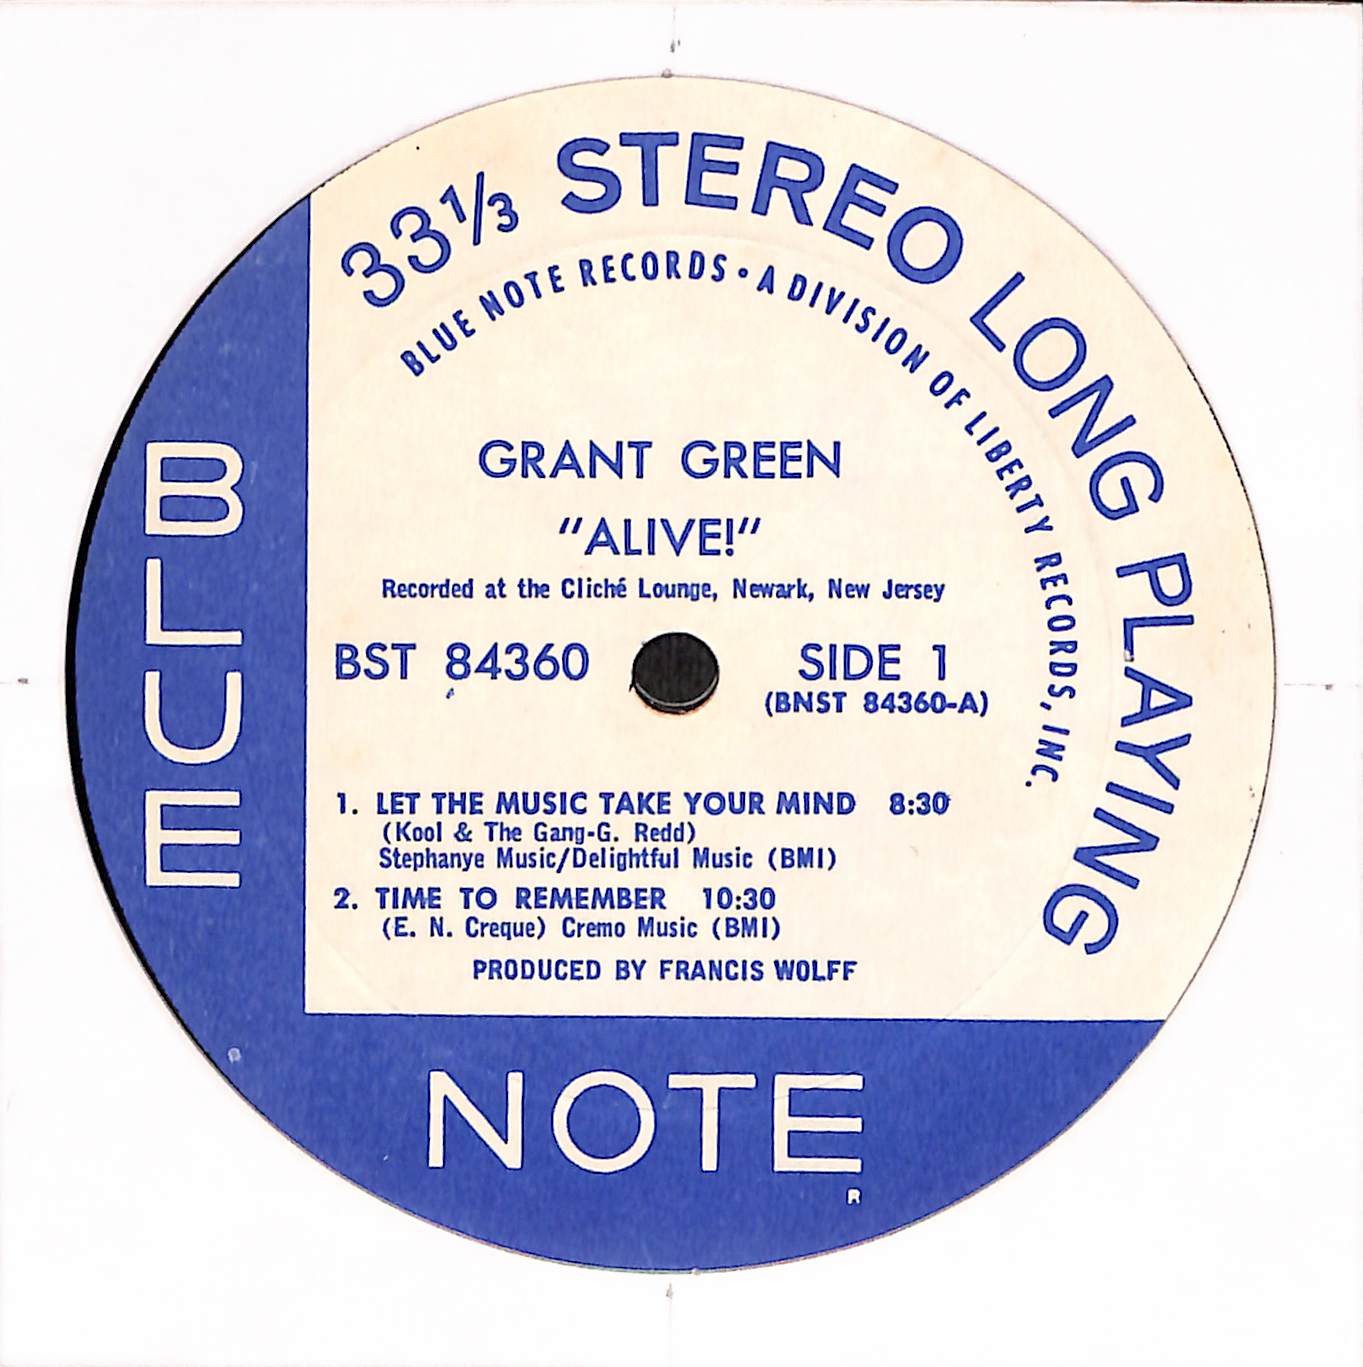 33⅓ STEREO LONG PLAYING
BLUE NOTE RECORDS • A DIVISION OF LIBERTY RECORDS, INC.
GRANT GREEN
"ALIVE!"
Recorded at the Cliché Lounge, Newark, New Jersey
BST 84360
SIDE 1
(BNST 84360-A)
1. LET THE MUSIC TAKE YOUR MIND 8:30
(Kool & The Gang-G. Redd)
Stephanye Music/Delightful Music (BMI)
2. TIME TO REMEMBER 10:30
(E. N. Creque) Cremo Music (BMI)
PRODUCED BY FRANCIS WOLFF
BLUE
NOTE
R